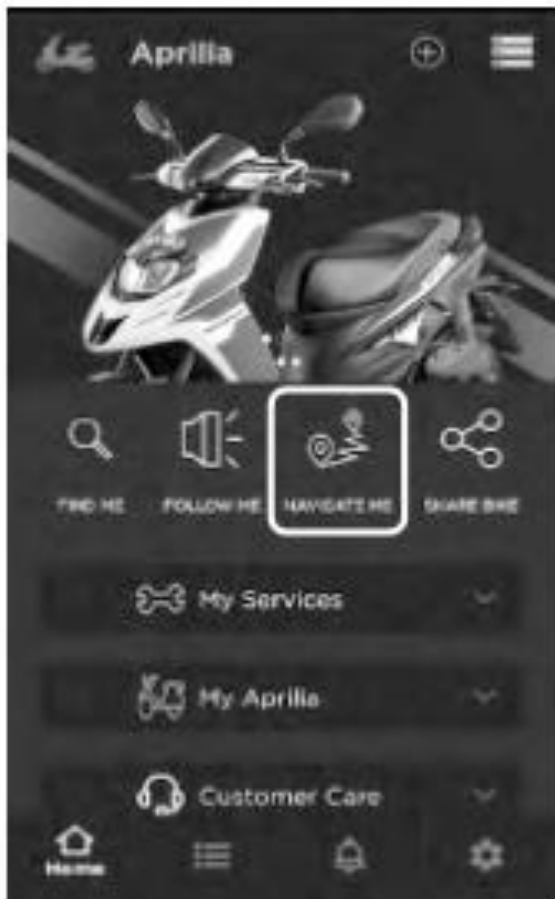 Aprilia
FIND ME FOLLOW ME NAVIGATE ME SHARE BIKE
My Services
My Aprilia
Customer Care
Home